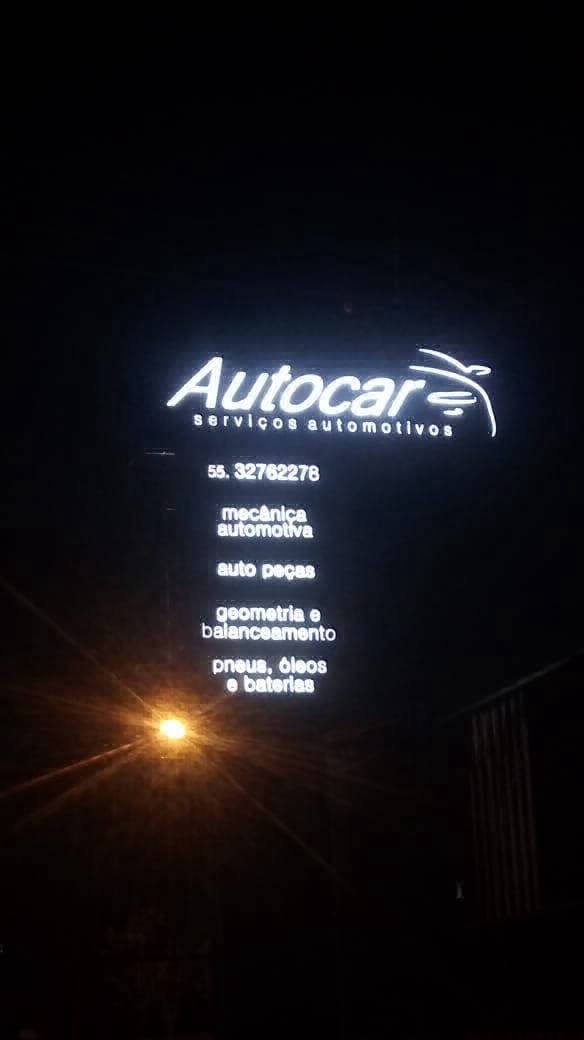 Autocar
serviços automotivos
55. 32762278
mecânica
automotiva
auto peças
geometria e
balanceamento
pneus, óleos
e baterias